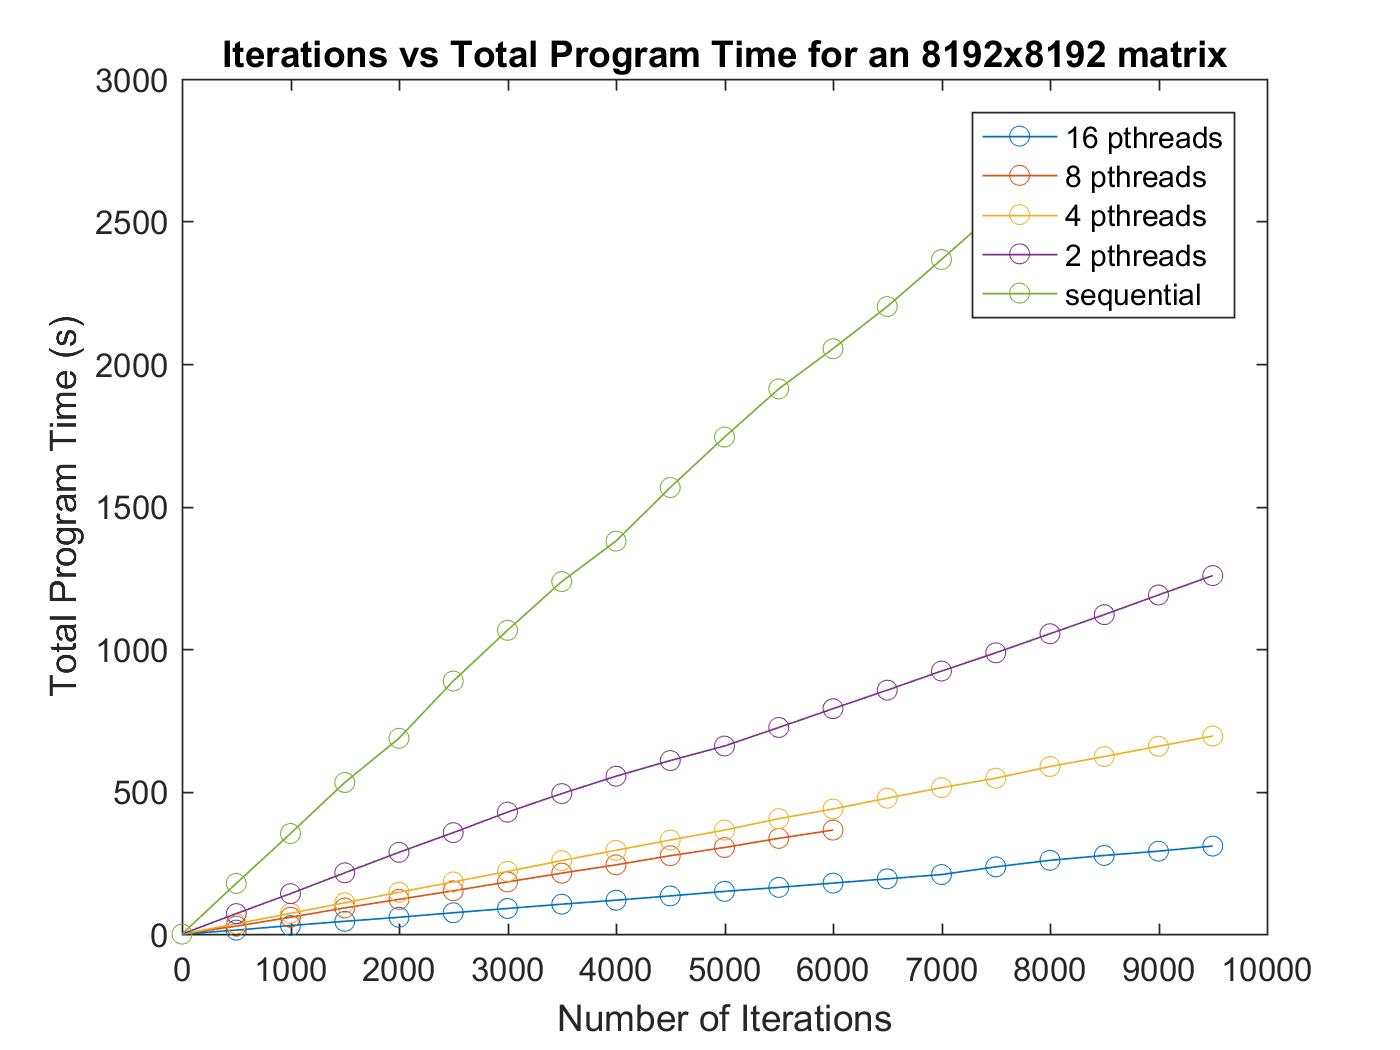 Iterations vs Total Program Time for an 8192x8192 matrix
3000
2500
2000
1500
1000
500
0
Total Program Time (s)
16 pthreads
8 pthreads
4 pthreads
2 pthreads
sequential
0 1000 2000 3000 4000 5000 6000 7000 8000 9000 10000
Number of Iterations